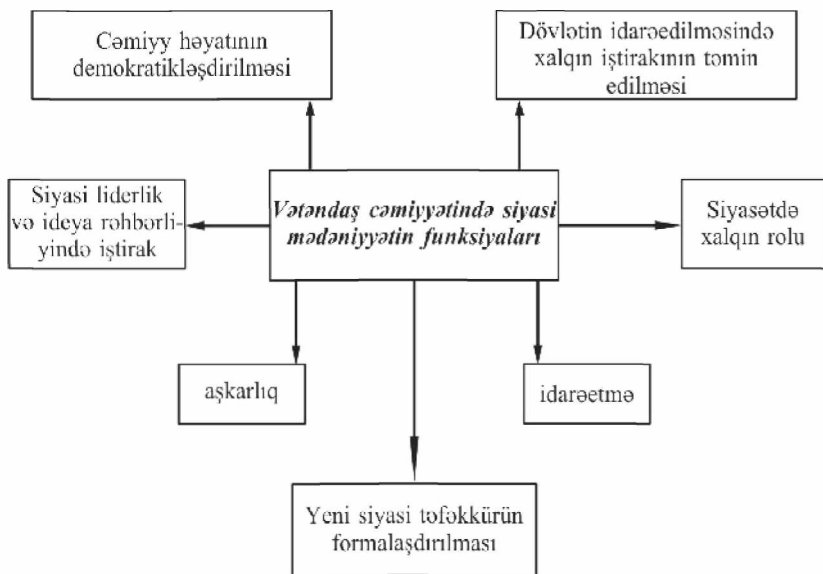 Cəmiyy həyatının
demokratikləşdirilməsi
Dövlətin idarəedilməsində
xalqın iştirakının təmin
edilməsi
Siyasi liderlik
və ideya rəhbərli-
yində iştirak
Vətəndaş cəmiyyətində siyasi
mədəniyyətin funksiyaları
Siyasətdə
xalqın rolu
aşkarlıq
idarəetmə
Yeni siyasi təfəkkürün
formalaşdırılması